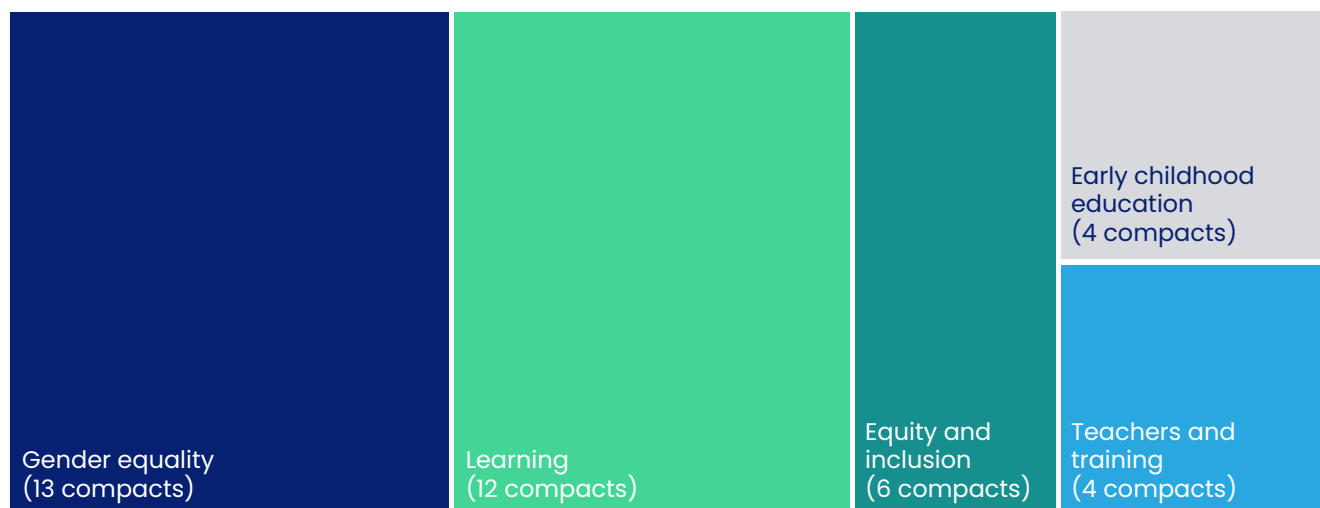 Gender equality
(13 compacts)
Learning
(12 compacts)
Equity and
inclusion
(6 compacts)
Early childhood
education
(4 compacts)
Teachers and
training
(4 compacts)